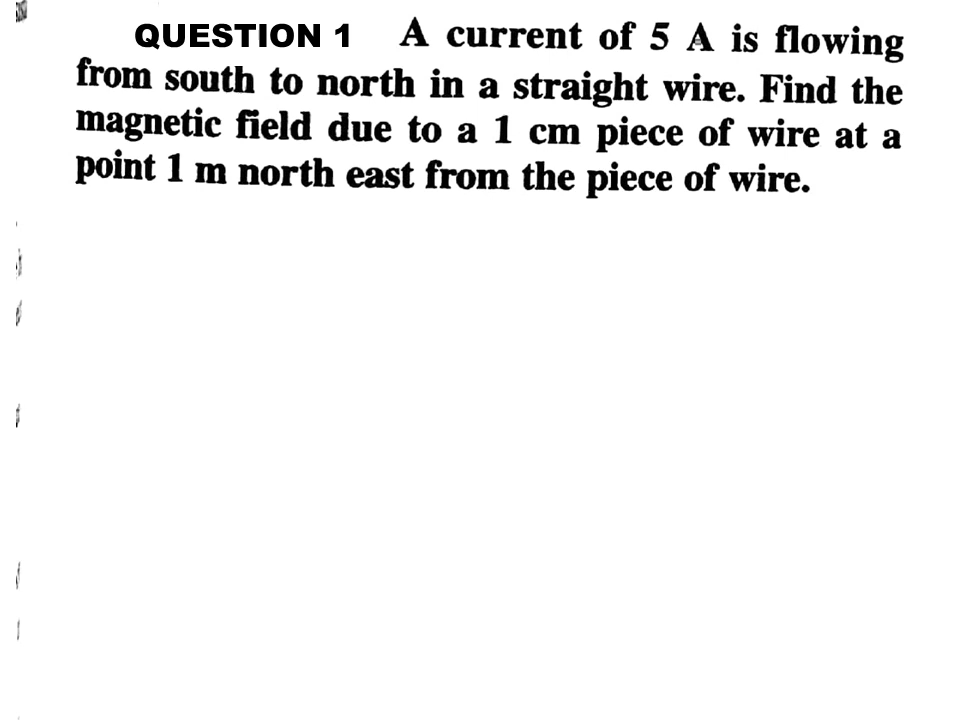 QUESTION 1 A current of 5 A is flowing
from south to north in a straight wire. Find the
magnetic field due to a 1 cm piece of wire at a
point 1 m north east from the piece of wire.